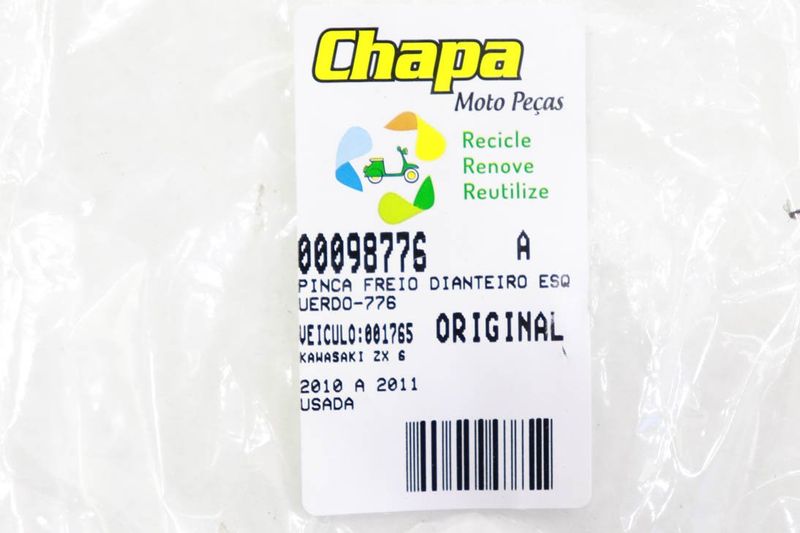 Chapa
Moto Peças
Recicle
Renove
Reutilize
00098776 A
PINCA FREIO DIANTEIRO ESQ
UERDO-776
VEICULO:001765 ORIGINAL
KAWASAKI ZX 6
2010 A 2011
USADA